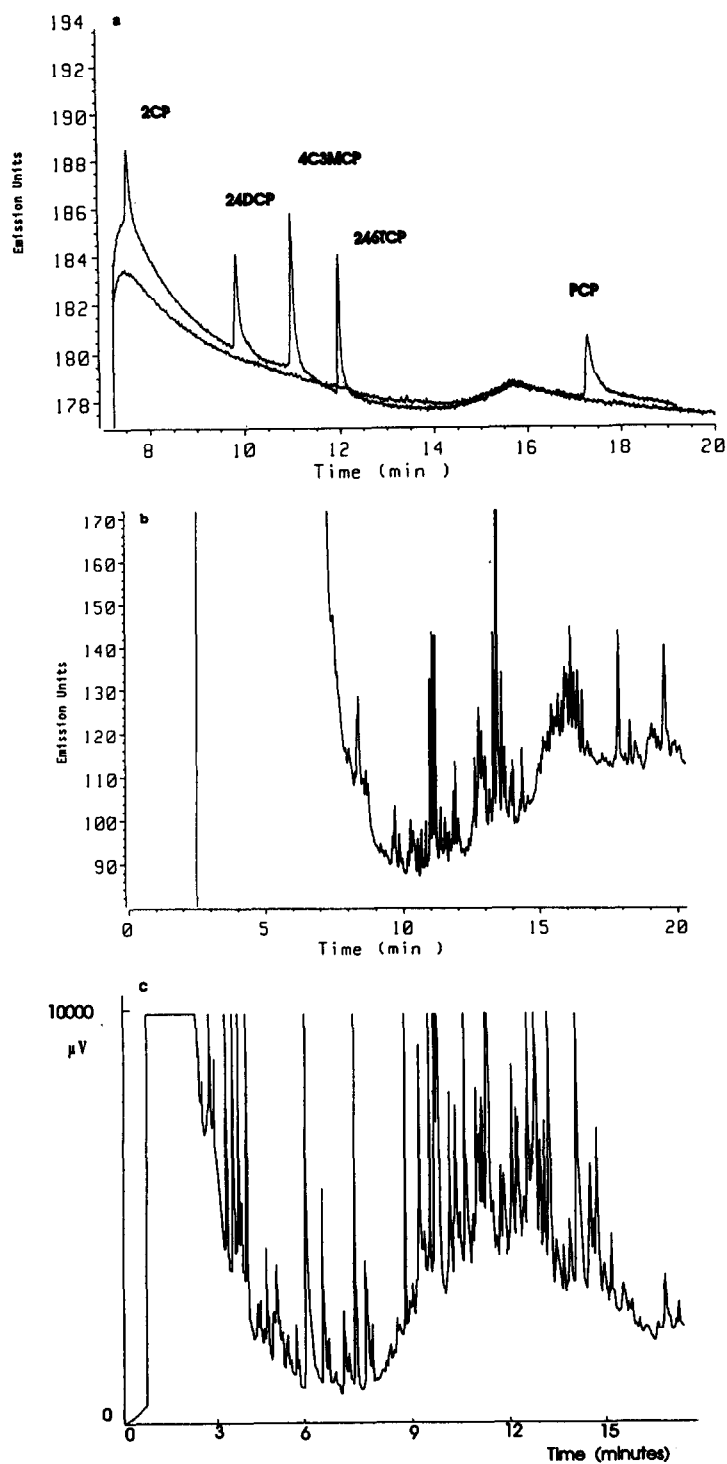 a
194
192
190
188
186
184
182
180
178
Emission Units
2CP
24DCP
4C3MCP
246TCP
PCP
8 10 12 14 16 18 20
Time (min )
b
170
160
150
140
130
120
110
100
90
Emission Units
0 5 10 15 20
Time (min )
c
10000
µV
0
0 3 6 9 12 15
Time (minutes)